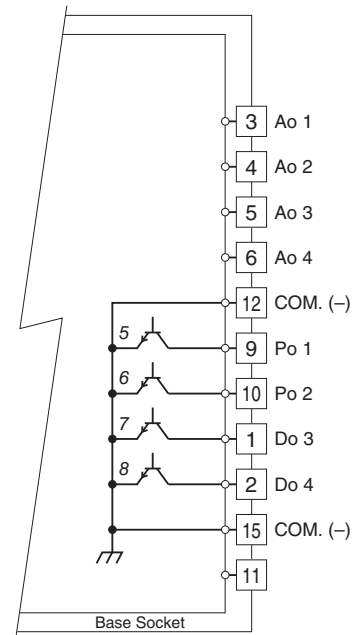 3 Ao 1
4 Ao 2
5 Ao 3
6 Ao 4
12 COM. (–)
5 9 Po 1
6 10 Po 2
7 1 Do 3
8 2 Do 4
15 COM. (–)
11
Base Socket